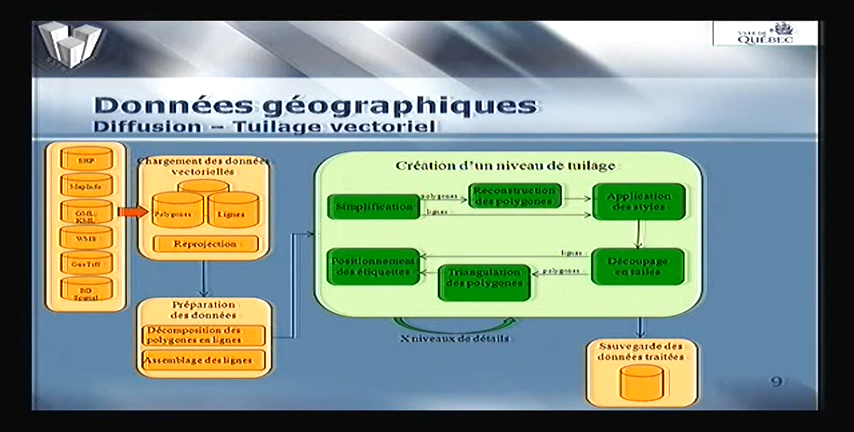 VILLE DE
QUÉBEC
Données géographiques
Diffusion – Tuilage vectoriel
SHP
MapInfo
GML;
KML
WMS
GeoTiff
BD
Spatial
Chargement des données
vectorielles
Polygones
Lignes
Reprojection
Préparation
des données
Décomposition des
polygones en lignes
Assemblage des lignes
Création d'un niveau de tuilage
Simplification
polygones
lignes
Reconstruction
des polygones
Application
des styles
Positionnement
des étiquettes
Triangulation
des polygones
lignes
polygones
Découpage
en tuiles
X niveaux de détails
Sauvegarde des
données traitées
9